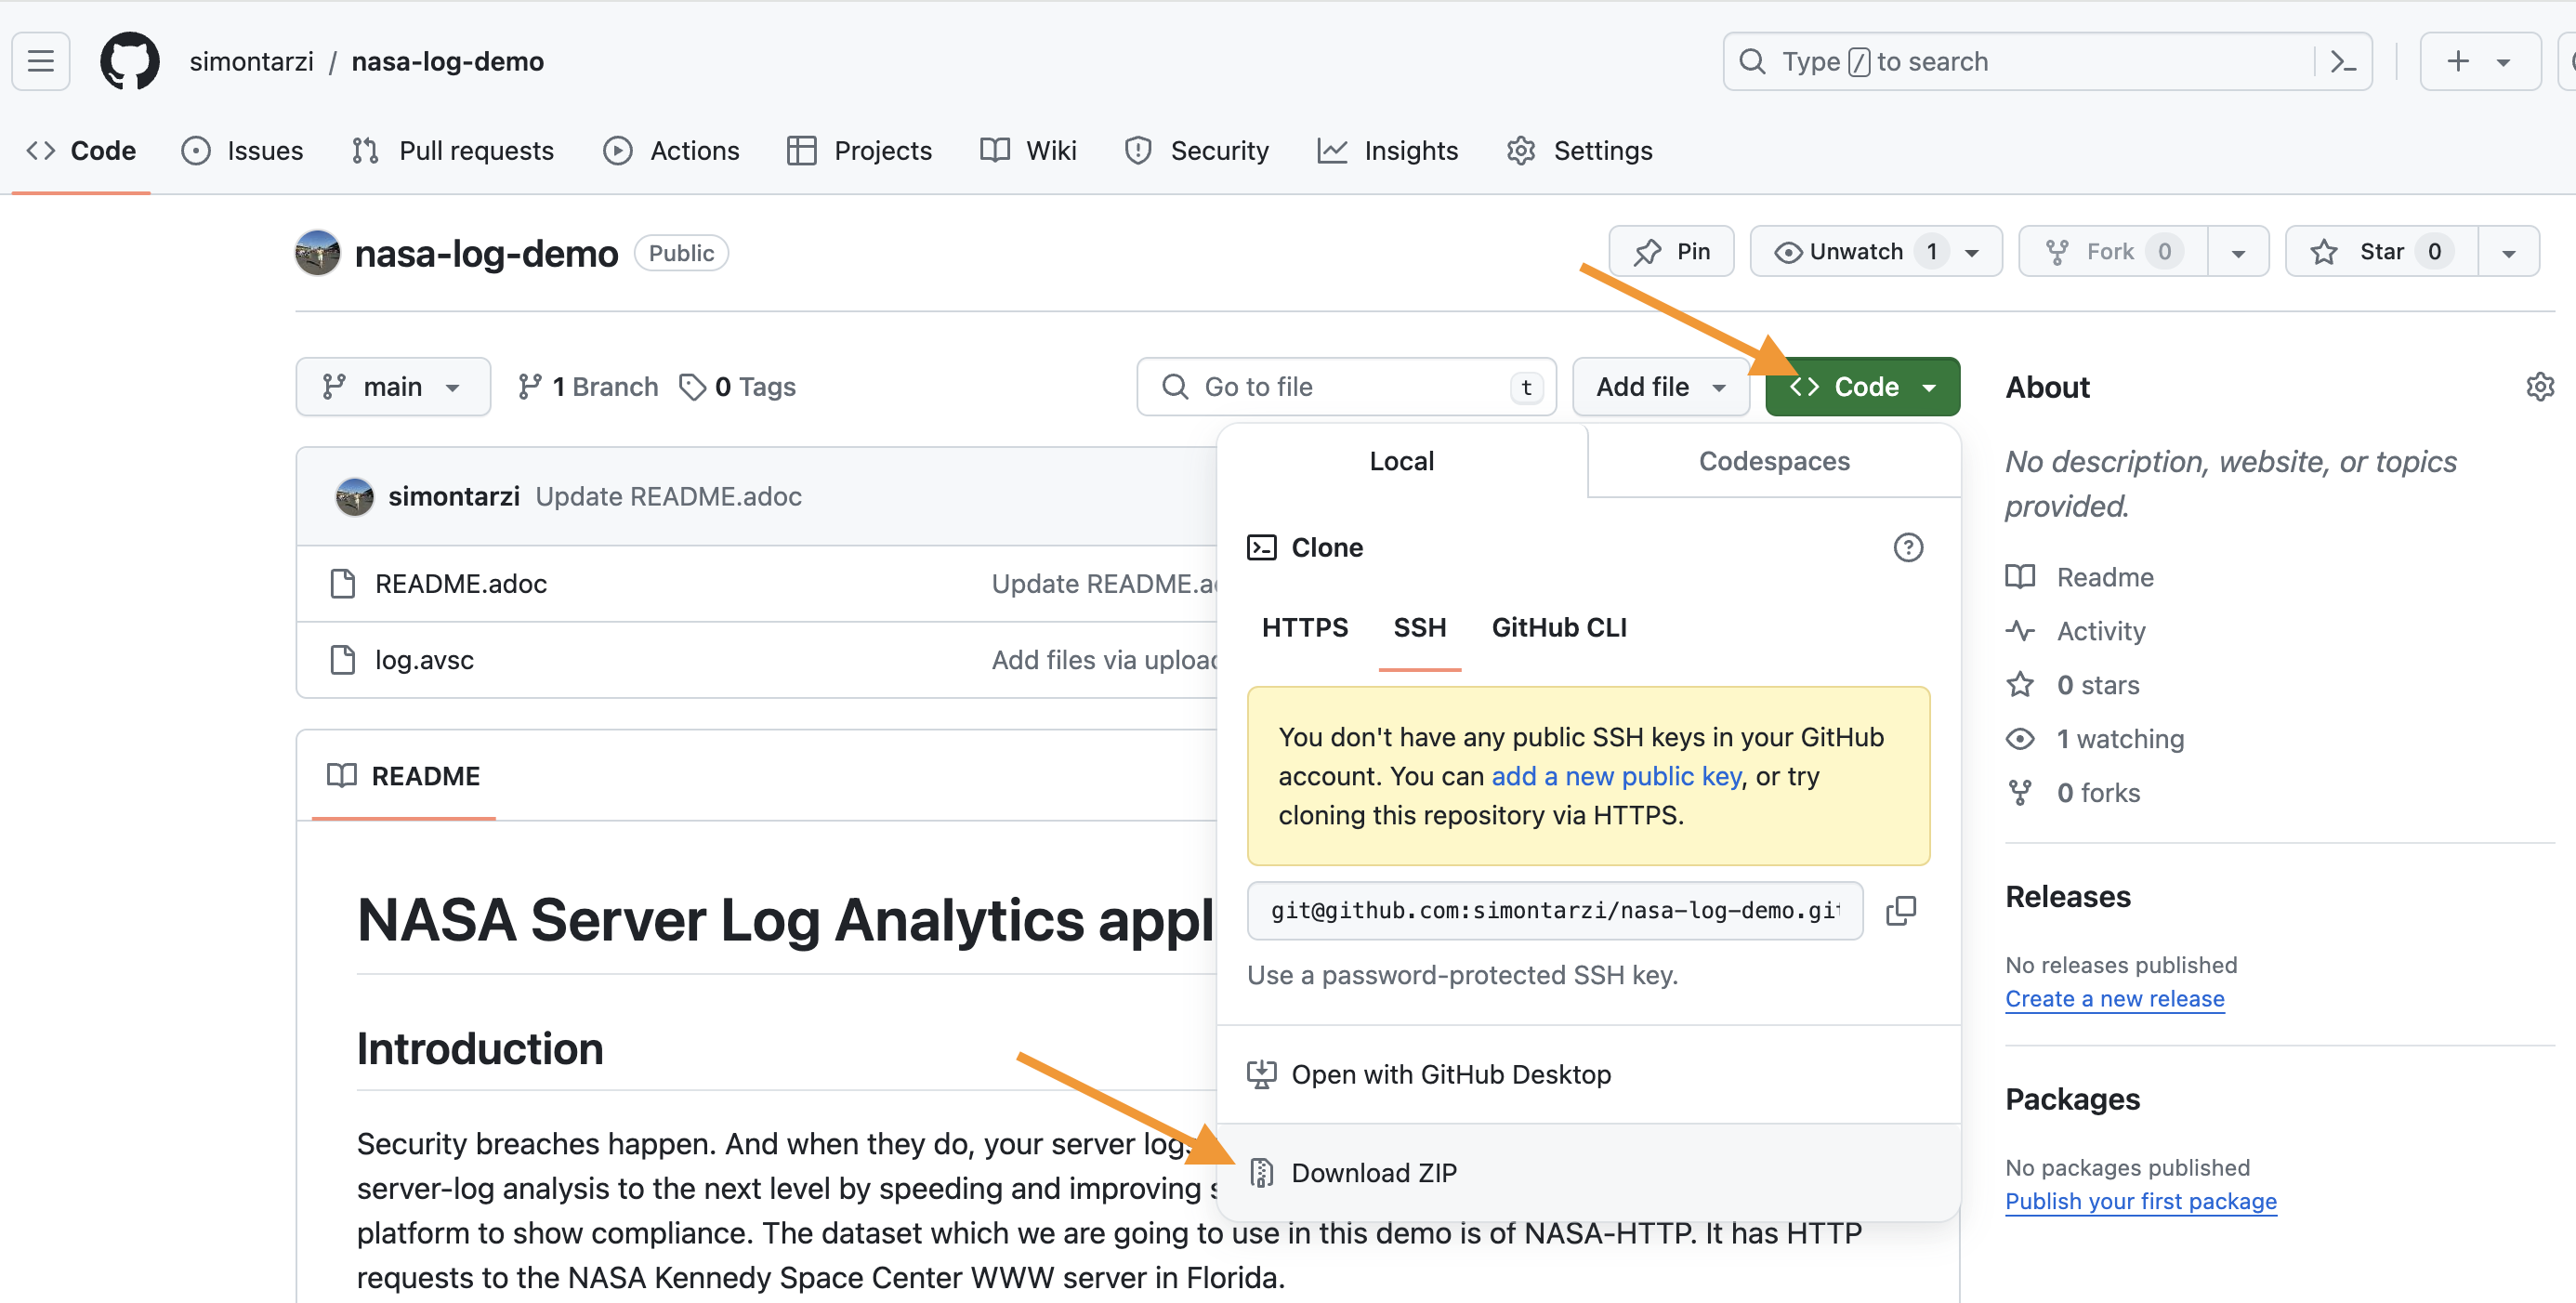 simontarzi / nasa-log-demo
Type / to search
Code Issues Pull requests Actions Projects Wiki Security Insights Settings
nasa-log-demo Public
Pin Unwatch 1 Fork 0 Star 0
main 1 Branch 0 Tags
Go to file t Add file Code
About
No description, website, or topics
provided.
Readme
Activity
0 stars
1 watching
0 forks
Releases
No releases published
Create a new release
Packages
No packages published
Publish your first package
simontarzi Update README.adoc
README.adoc Update README.a
log.avsc Add files via upload
Local Codespaces
Clone
HTTPS SSH GitHub CLI
You don't have any public SSH keys in your GitHub
account. You can add a new public key, or try
cloning this repository via HTTPS.
git@github.com:simontarzi/nasa-log-demo.git
Use a password-protected SSH key.
Open with GitHub Desktop
Download ZIP
README
NASA Server Log Analytics appl
Introduction
Security breaches happen. And when they do, your server logs
server-log analysis to the next level by speeding and improving s
platform to show compliance. The dataset which we are going to use in this demo is of NASA-HTTP. It has HTTP
requests to the NASA Kennedy Space Center WWW server in Florida.